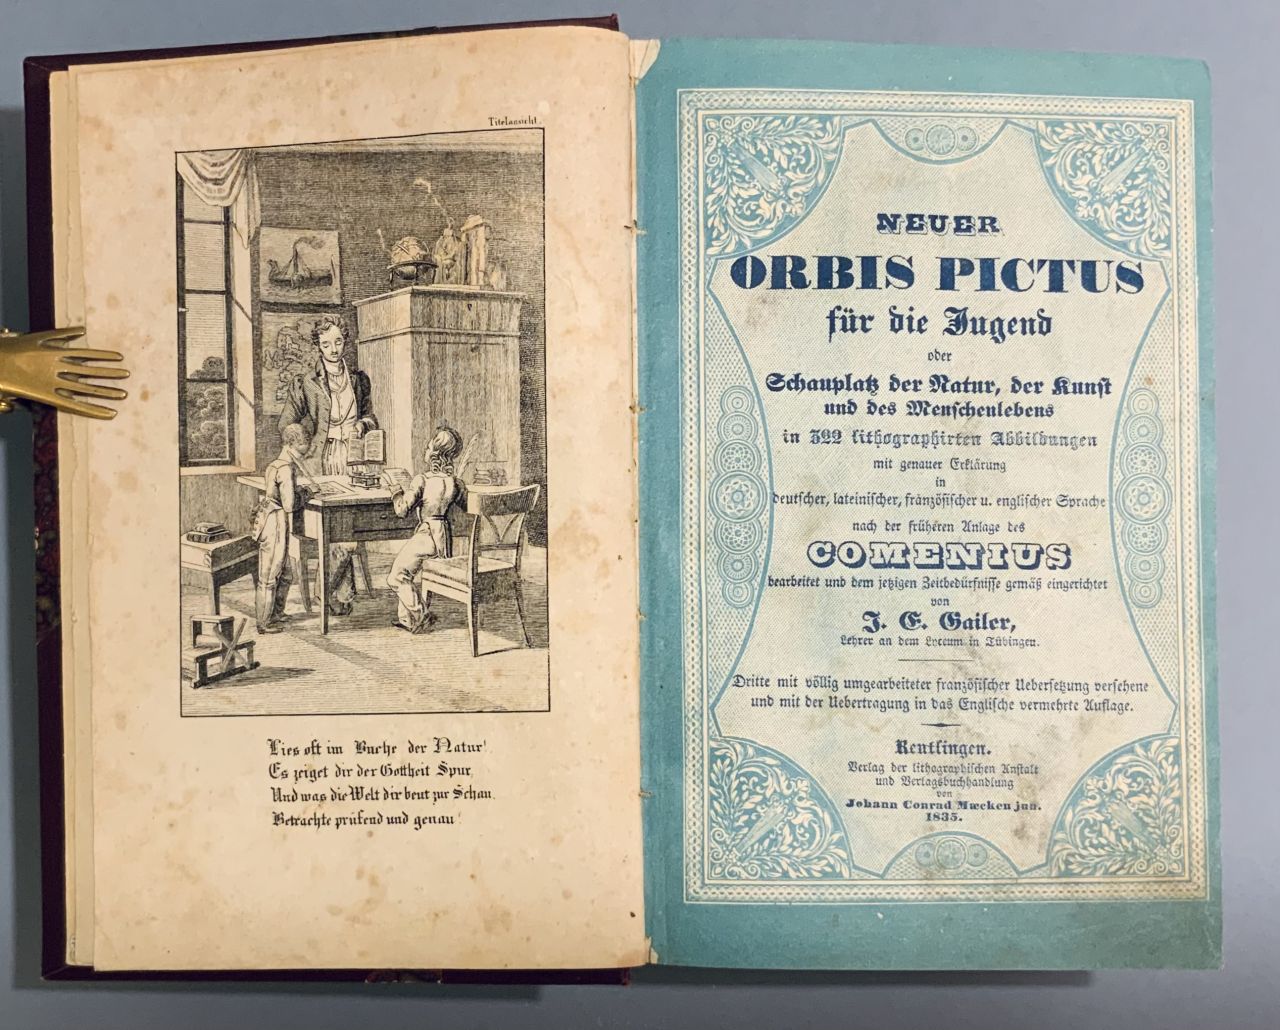 Titelansicht.
Lies oft im Buche der Natur!
Es zeiget dir der Gottheit Spur,
Und was die Welt dir beut zur Schau,
Betrachte prüfend und genau!
NEUER
ORBIS PICTUS
für die Jugend
oder
Schauplatz der Natur, der Kunst
und des Menschenlebens
in 322 lithographirten Abbildungen
mit genauer Erklärung
in
deutscher, lateinischer, französischer u. englischer Sprache
nach der früheren Anlage des
COMENIUS
bearbeitet und dem jetzigen Zeitbedürfnisse gemäß eingerichtet
von
J. E. Gailer,
Lehrer an dem Lyceum in Tübingen.
Dritte mit völlig umgearbeiteter französischer Uebersetzung versehene
und mit der Uebertragung in das Englische vermehrte Auflage.
Reutlingen.
Verlag der lithographischen Anstalt
und Verlagsbuchhandlung
von
Johann Conrad Mæcken jun.
1835.